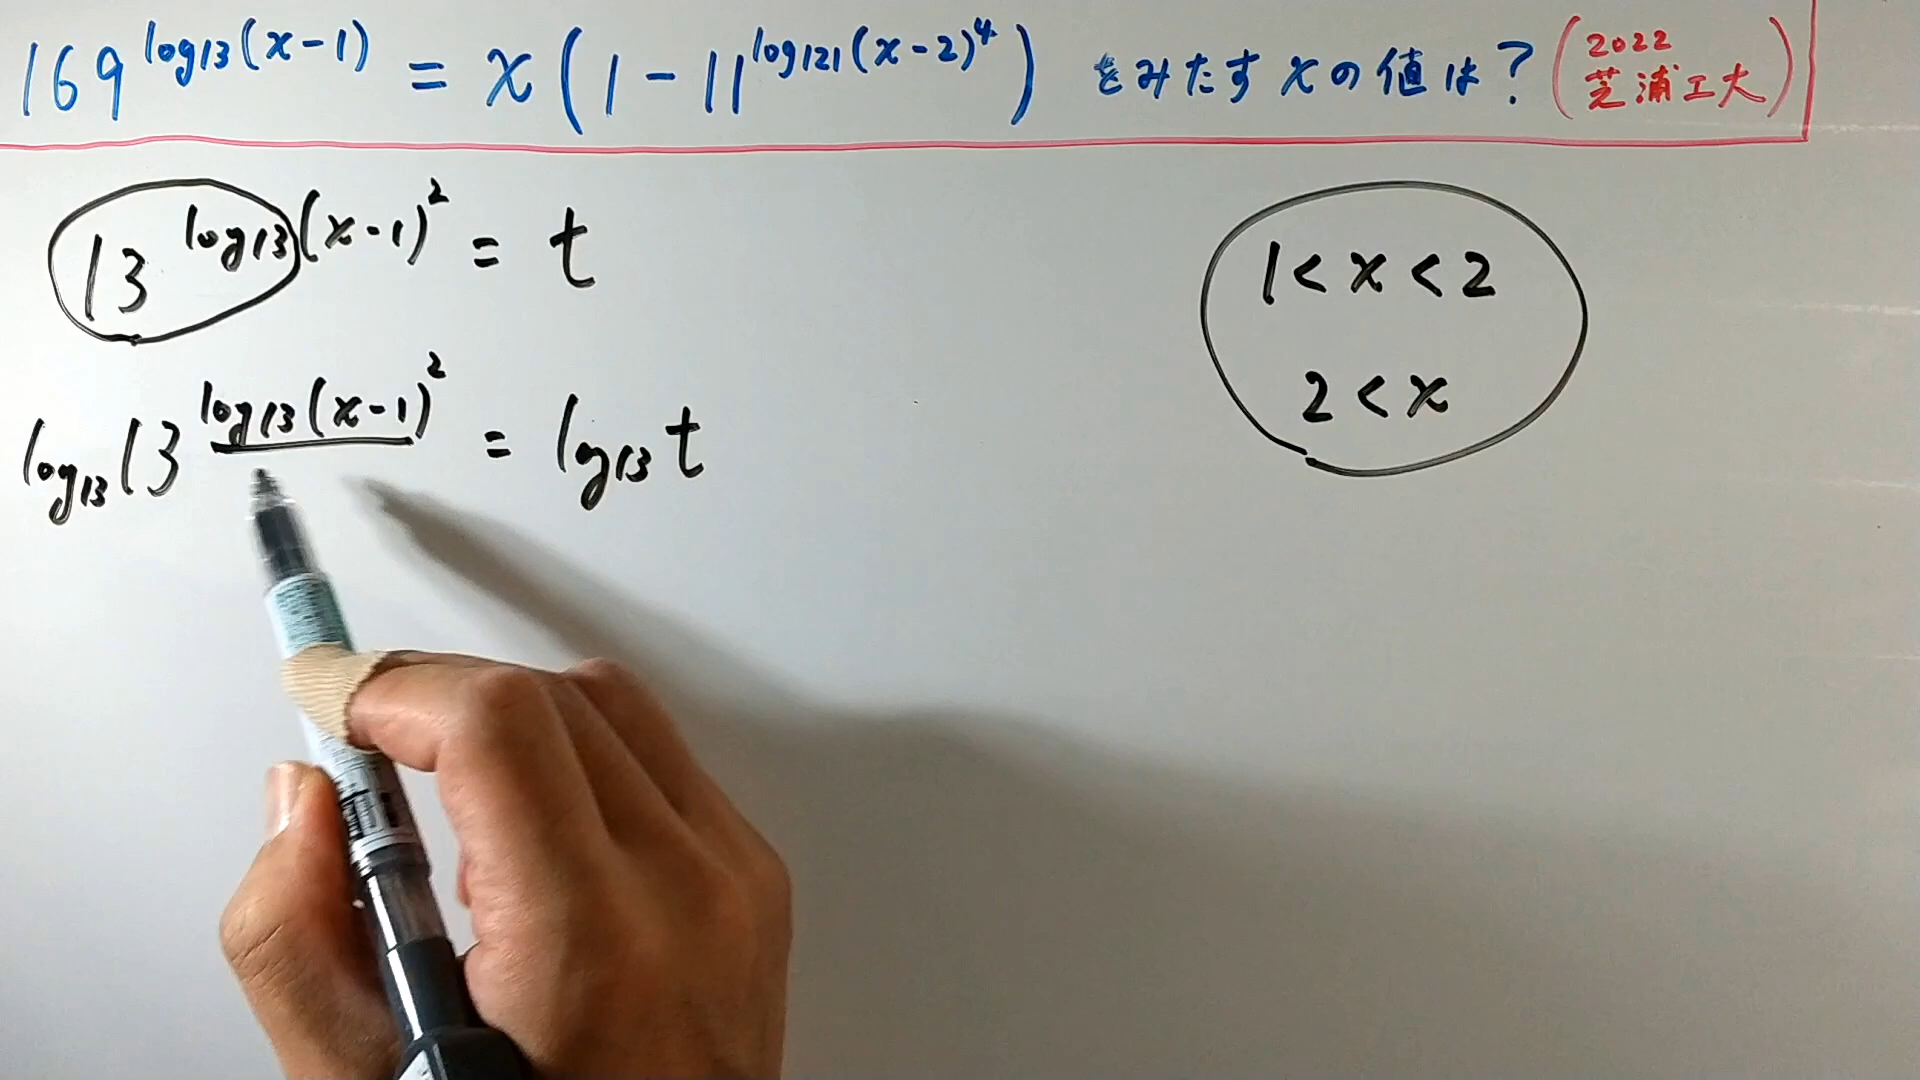 169^{log13(x-1)} = x(1-11^{log121(x-2)^4}) をみたすxの値は? (2022 芝浦工大)
13^{log13(x-1)^2} = t
log13 13^{log13(x-1)^2} = log13 t
1<x<2
2<x